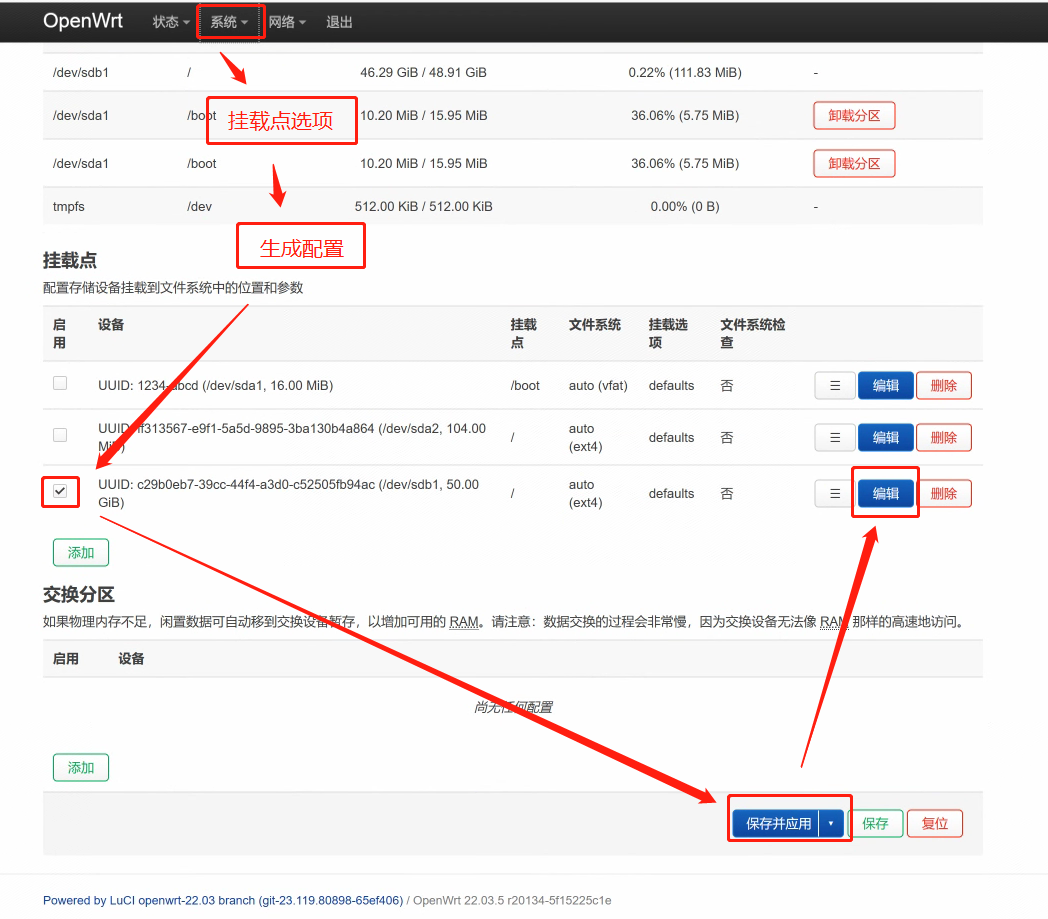 OpenWrt 状态 系统 网络 退出
/dev/sdb1 / 46.29 GiB / 48.91 GiB 0.22% (111.83 MiB) -
/dev/sda1 /boot 10.20 MiB / 15.95 MiB 36.06% (5.75 MiB) 卸载分区
挂载点选项
/dev/sda1 /boot 10.20 MiB / 15.95 MiB 36.06% (5.75 MiB) 卸载分区
tmpfs /dev 512.00 KiB / 512.00 KiB 0.00% (0 B) -
生成配置
挂载点
配置存储设备挂载到文件系统中的位置和参数
启 设备 挂载 文件系统 挂载选 文件系统检
用 点 项 查
UUID: 1234-abcd (/dev/sda1, 16.00 MiB) /boot auto (vfat) defaults 否 ☰ 编辑 删除
UUID: ff313567-e9f1-5a5d-9895-3ba130b4a864 (/dev/sda2, 104.00 / auto defaults 否 ☰ 编辑 删除
MiB) (ext4)
UUID: c29b0eb7-39cc-44f4-a3d0-c52505fb94ac (/dev/sdb1, 50.00 / auto defaults 否 ☰ 编辑 删除
GiB) (ext4)
添加
交换分区
如果物理内存不足，闲置数据可自动移到交换设备暂存，以增加可用的 RAM。请注意：数据交换的过程会非常慢，因为交换设备无法像 RAM 那样的高速地访问。
启用 设备
尚无任何配置
添加
保存并应用 保存 复位
Powered by LuCI openwrt-22.03 branch (git-23.119.80898-65ef406) / OpenWrt 22.03.5 r20134-5f15225c1e